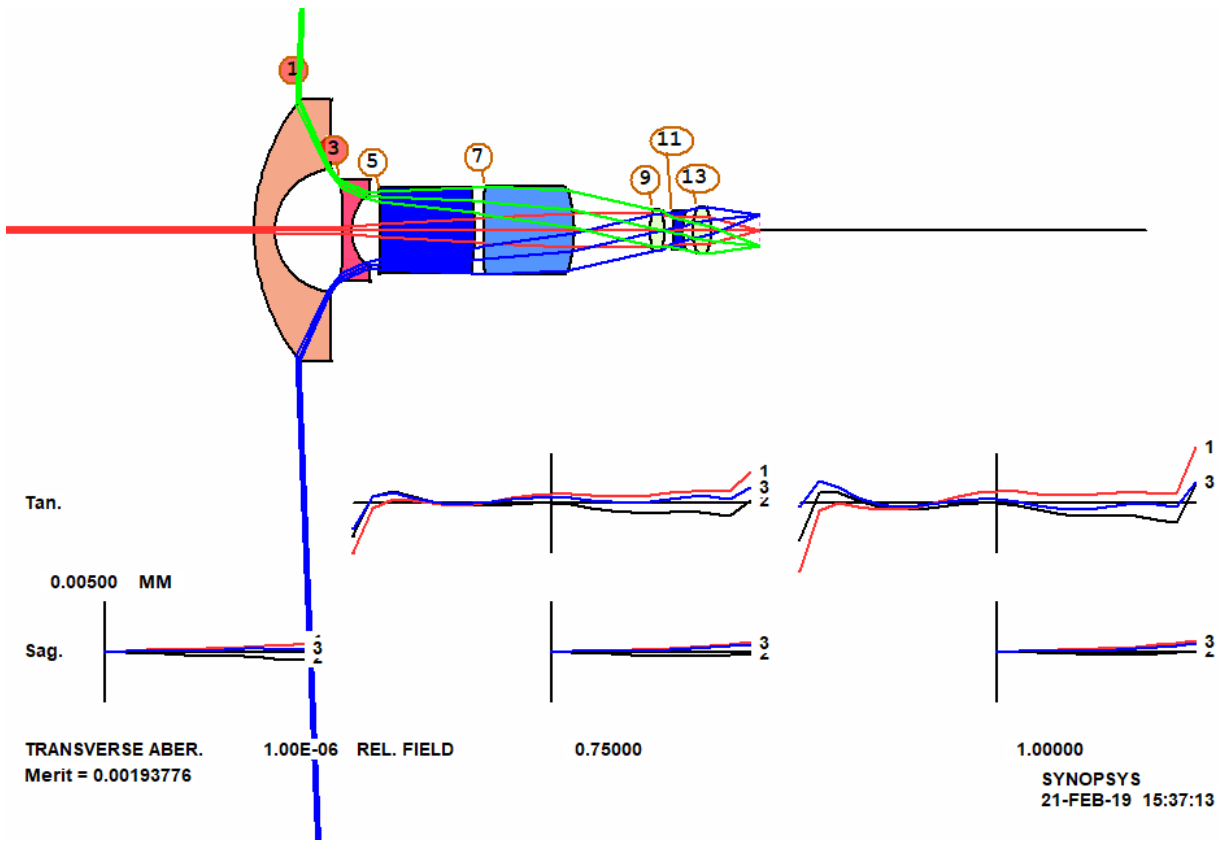 1
3
5
7
9
11
13
Tan.
1
3
2
1
3
0.00500 MM
Sag.
3
2
3
2
3
2
TRANSVERSE ABER. 1.00E-06 REL. FIELD 0.75000 1.00000
Merit = 0.00193776
SYNOPSYS
21-FEB-19 15:37:13